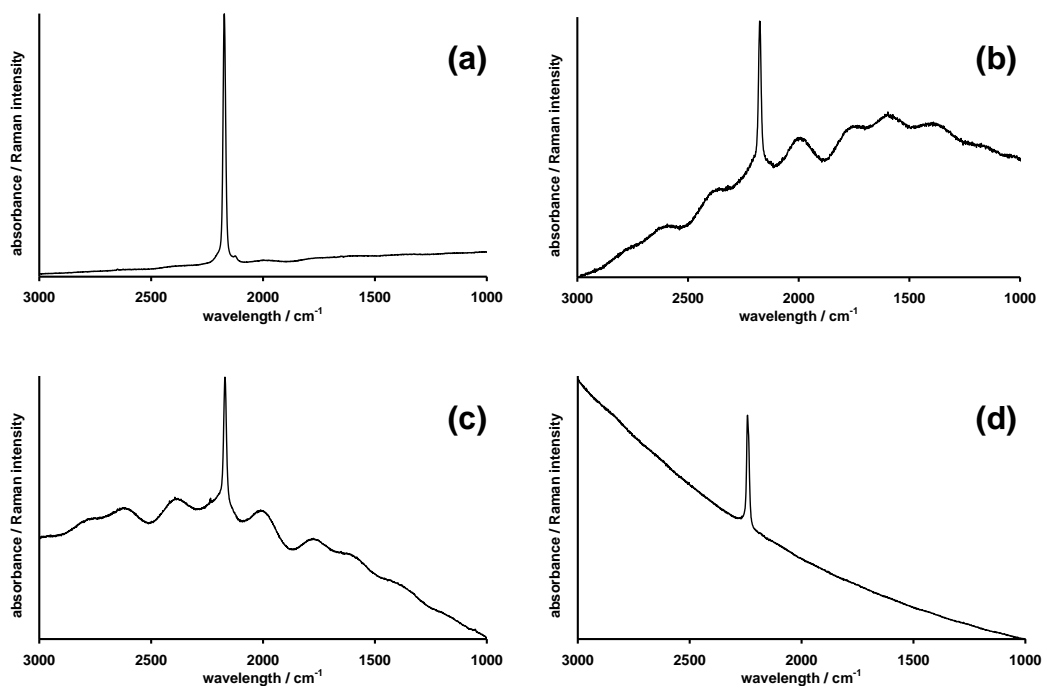 (a)
absorbance / Raman intensity
3000 2500 2000 1500 1000
wavelength / cm⁻¹
(b)
absorbance / Raman intensity
3000 2500 2000 1500 1000
wavelength / cm⁻¹
(c)
absorbance / Raman intensity
3000 2500 2000 1500 1000
wavelength / cm⁻¹
(d)
absorbance / Raman intensity
3000 2500 2000 1500 1000
wavelength / cm⁻¹